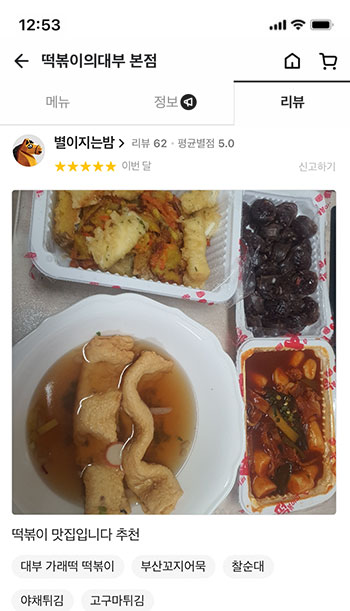 12:53
떡볶이의대부 본점
메뉴
정보
리뷰
별이지는밤 리뷰 62 · 평균별점 5.0
이번 달
신고하기
떡볶이 맛집입니다 추천
대부 가래떡 떡볶이
부산꼬지어묵
찰순대
야채튀김
고구마튀김